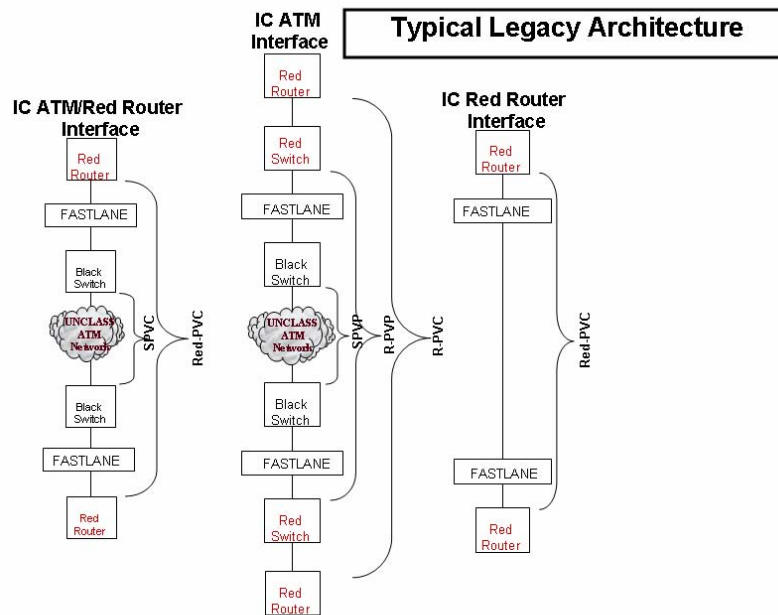 Typical Legacy Architecture
IC ATM/Red Router
Interface
Red
Router
FASTLANE
Black
Switch
UNCLASS
ATM
Network
Black
Switch
FASTLANE
Red
Router
SPVC
Red-PVC
IC ATM
Interface
Red
Router
Red
Switch
FASTLANE
Black
Switch
UNCLASS
ATM
Network
Black
Switch
FASTLANE
Red
Switch
Red
Router
SPVP
R-PVP
R-PVC
IC Red Router
Interface
Red
Router
FASTLANE
FASTLANE
Red
Router
Red-PVC